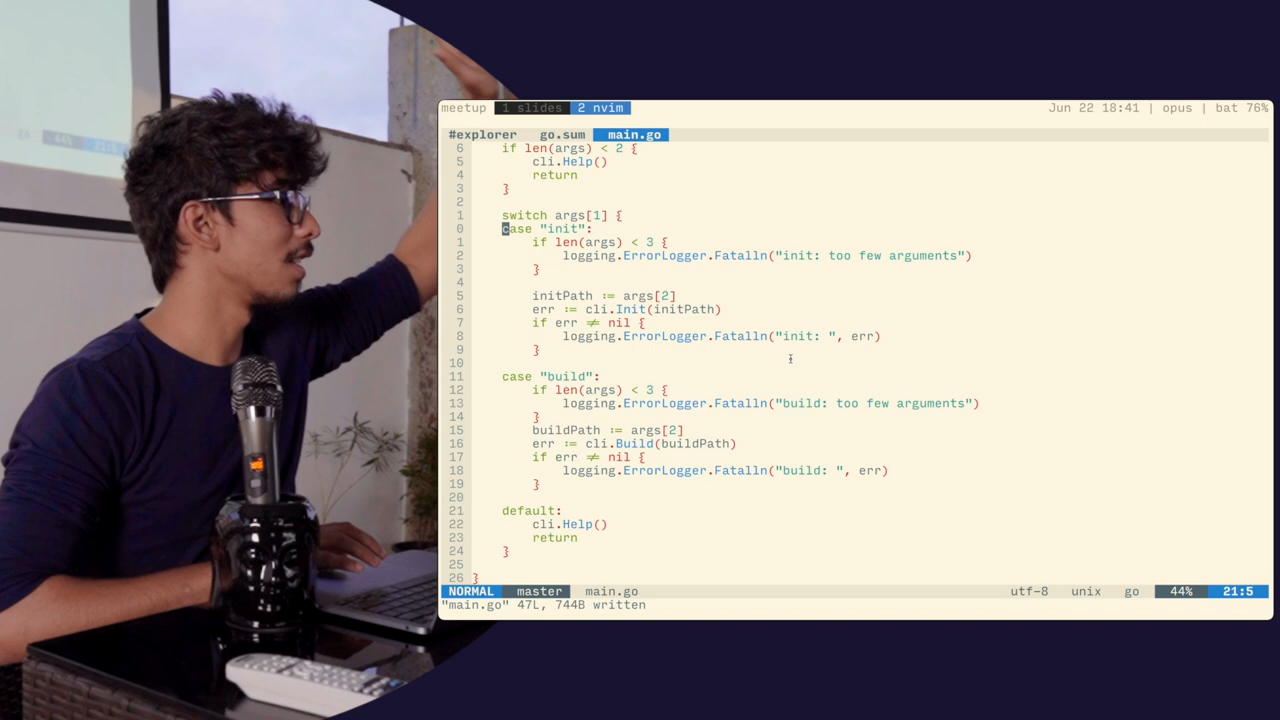 meetup 1 slides 2 nvim Jun 22 18:41 | opus | bat 76%
#explorer go.sum main.go
6 if len(args) < 2 {
5 cli.Help()
4 return
3 }
2
1 switch args[1] {
0 case "init":
1 if len(args) < 3 {
2 logging.ErrorLogger.Fatalln("init: too few arguments")
3 }
4
5 initPath := args[2]
6 err := cli.Init(initPath)
7 if err ≠ nil {
8 logging.ErrorLogger.Fatalln("init: ", err)
9 }
10
11 case "build":
12 if len(args) < 3 {
13 logging.ErrorLogger.Fatalln("build: too few arguments")
14 }
15 buildPath := args[2]
16 err := cli.Build(buildPath)
17 if err ≠ nil {
18 logging.ErrorLogger.Fatalln("build: ", err)
19 }
20
21 default:
22 cli.Help()
23 return
24 }
25
26 }
NORMAL master main.go utf-8 unix go 44% 21:5
"main.go" 47L, 744B written